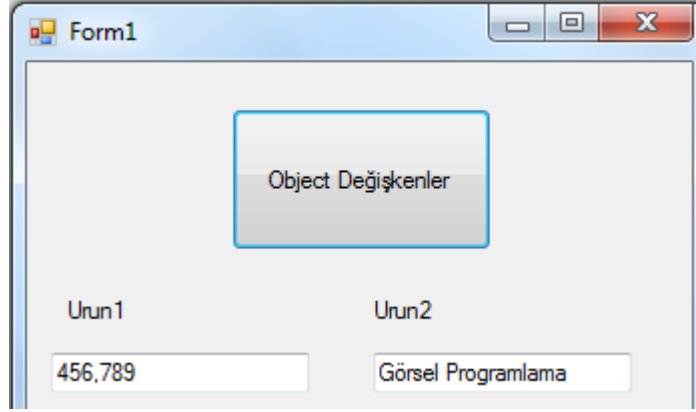 Form1
Object Değişkenler
Urun1 Urun2
456,789 Görsel Programlama